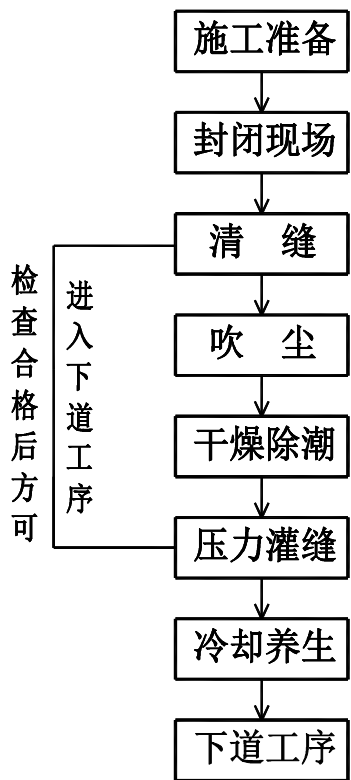 施工准备
封闭现场
清 缝
吹 尘
干燥除潮
压力灌缝
冷却养生
下道工序
检查合格后方可
进入下道工序